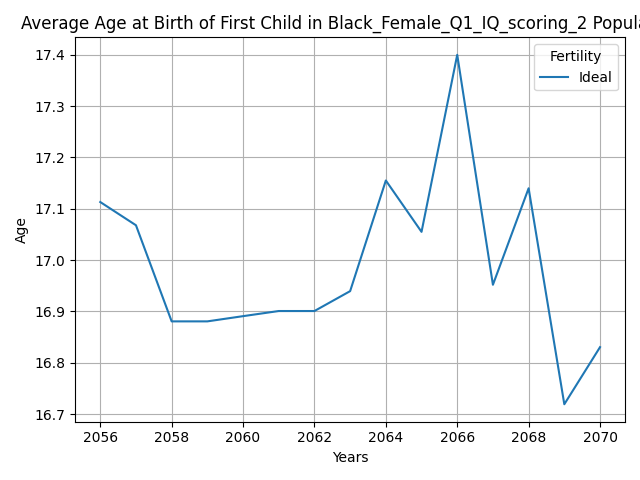 Average Age at Birth of First Child in Black_Female_Q1_IQ_scoring_2 Popula
17.4
17.3
17.2
17.1
17.0
16.9
16.8
16.7
Age
Fertility
Ideal
2056 2058 2060 2062 2064 2066 2068 2070
Years